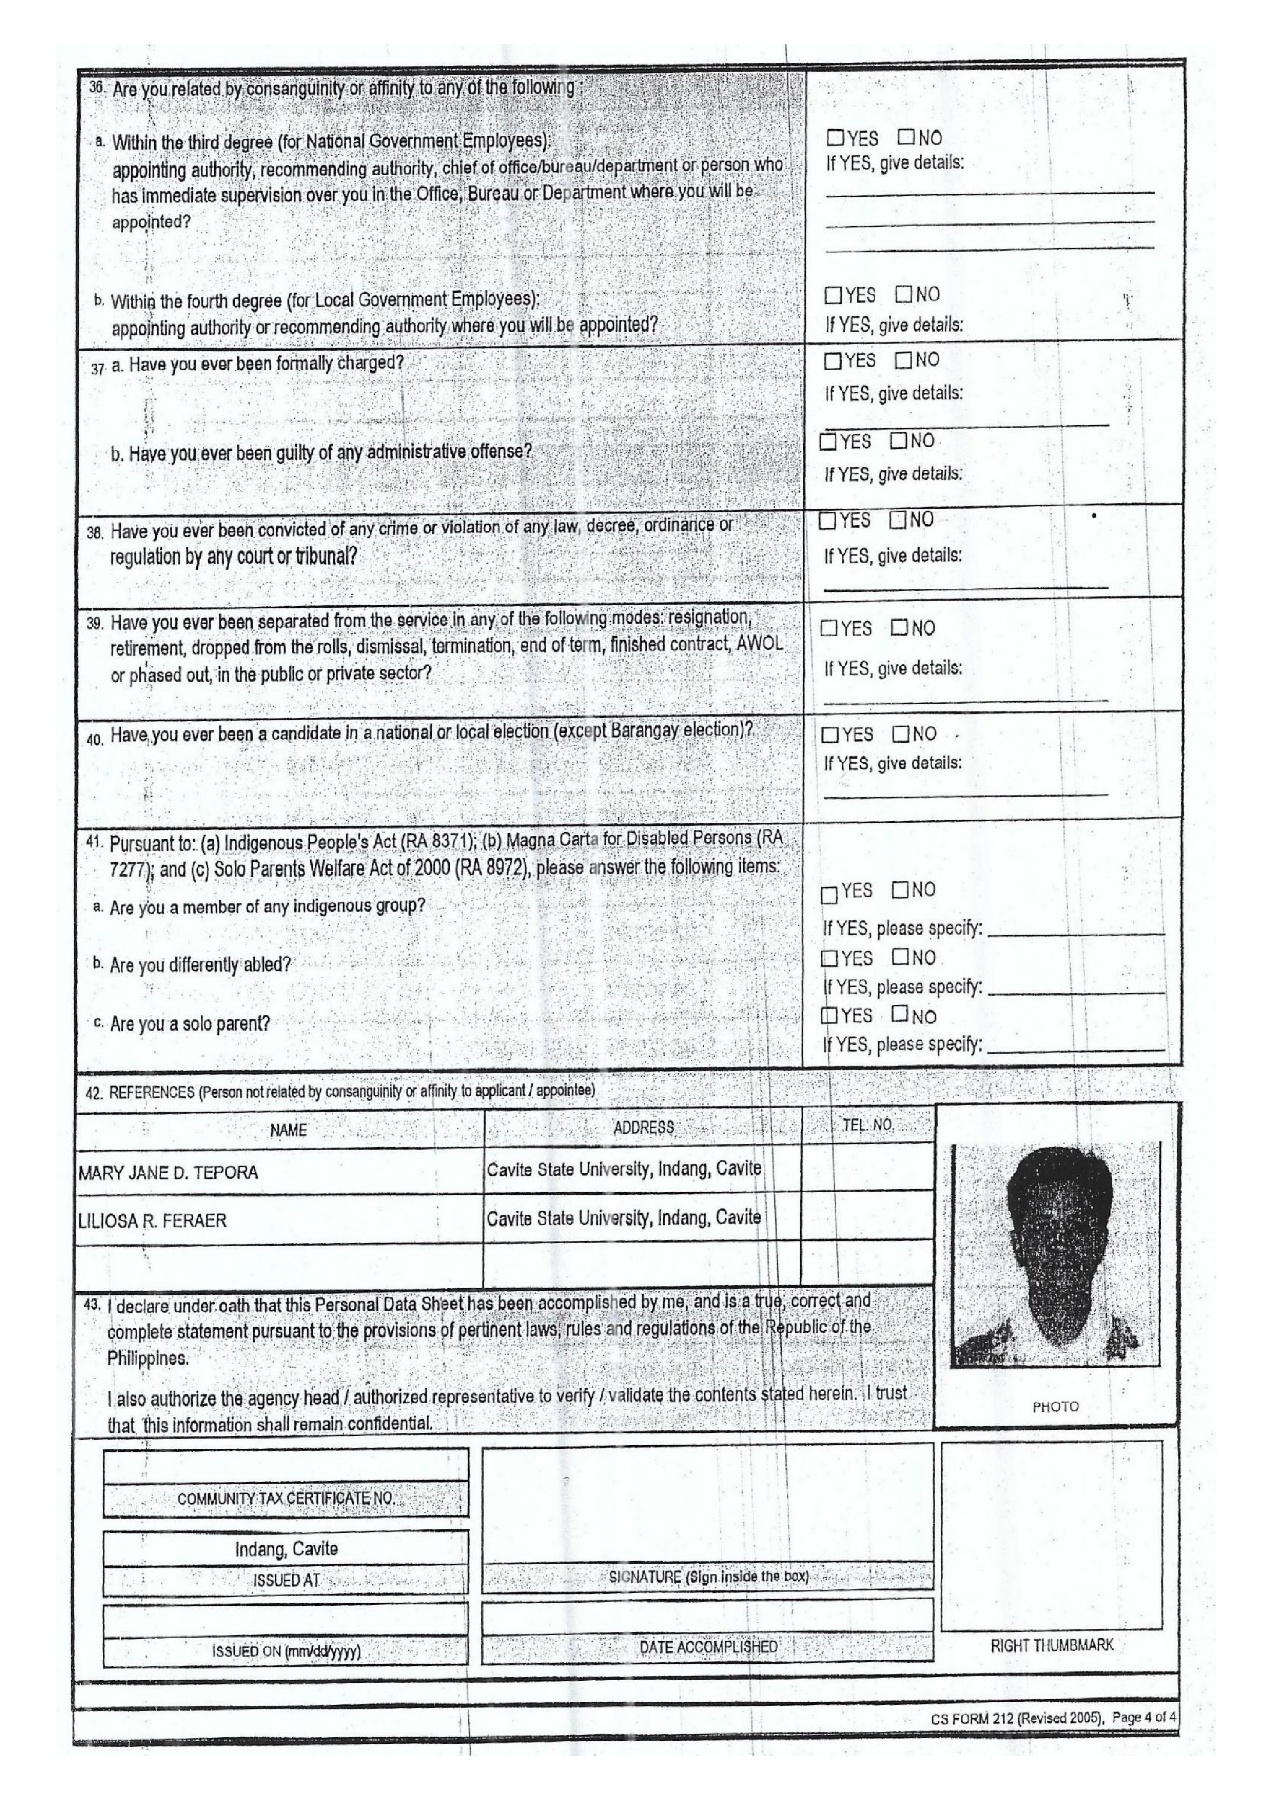 36. Are you related by consanguinity or affinity to any of the following :
a. Within the third degree (for National Government Employees):
appointing authority, recommending authority, chief of office/bureau/department or person who
has immediate supervision over you in the Office, Bureau or Department where you will be
appointed?
YES NO
If YES, give details:
b. Within the fourth degree (for Local Government Employees):
appointing authority or recommending authority where you will be appointed?
YES NO
If YES, give details:
37. a. Have you ever been formally charged?
YES NO
If YES, give details:
b. Have you ever been guilty of any administrative offense?
YES NO
If YES, give details:
38. Have you ever been convicted of any crime or violation of any law, decree, ordinance or
regulation by any court or tribunal?
YES NO
If YES, give details:
39. Have you ever been separated from the service in any of the following modes: resignation,
retirement, dropped from the rolls, dismissal, termination, end of term, finished contract, AWOL
or phased out, in the public or private sector?
YES NO
If YES, give details:
40. Have you ever been a candidate in a national or local election (except Barangay election)?
YES NO
If YES, give details:
41. Pursuant to: (a) Indigenous People's Act (RA 8371); (b) Magna Carta for Disabled Persons (RA
7277); and (c) Solo Parents Welfare Act of 2000 (RA 8972), please answer the following items:
a. Are you a member of any indigenous group?
YES NO
If YES, please specify:
b. Are you differently abled?
YES NO
If YES, please specify:
c. Are you a solo parent?
YES NO
If YES, please specify:
42. REFERENCES (Person not related by consanguinity or affinity to applicant / appointee)
NAME ADDRESS TEL. NO.
MARY JANE D. TEPORA Cavite State University, Indang, Cavite
LILIOSA R. FERAER Cavite State University, Indang, Cavite
43. I declare under oath that this Personal Data Sheet has been accomplished by me, and is a true, correct and
complete statement pursuant to the provisions of pertinent laws, rules and regulations of the Republic of the
Philippines.
I also authorize the agency head / authorized representative to verify / validate the contents stated herein. I trust
that this information shall remain confidential.
PHOTO
COMMUNITY TAX CERTIFICATE NO.
Indang, Cavite
ISSUED AT
SIGNATURE (Sign inside the box)
ISSUED ON (mm/dd/yyyy)
DATE ACCOMPLISHED
RIGHT THUMBMARK
CS FORM 212 (Revised 2005), Page 4 of 4